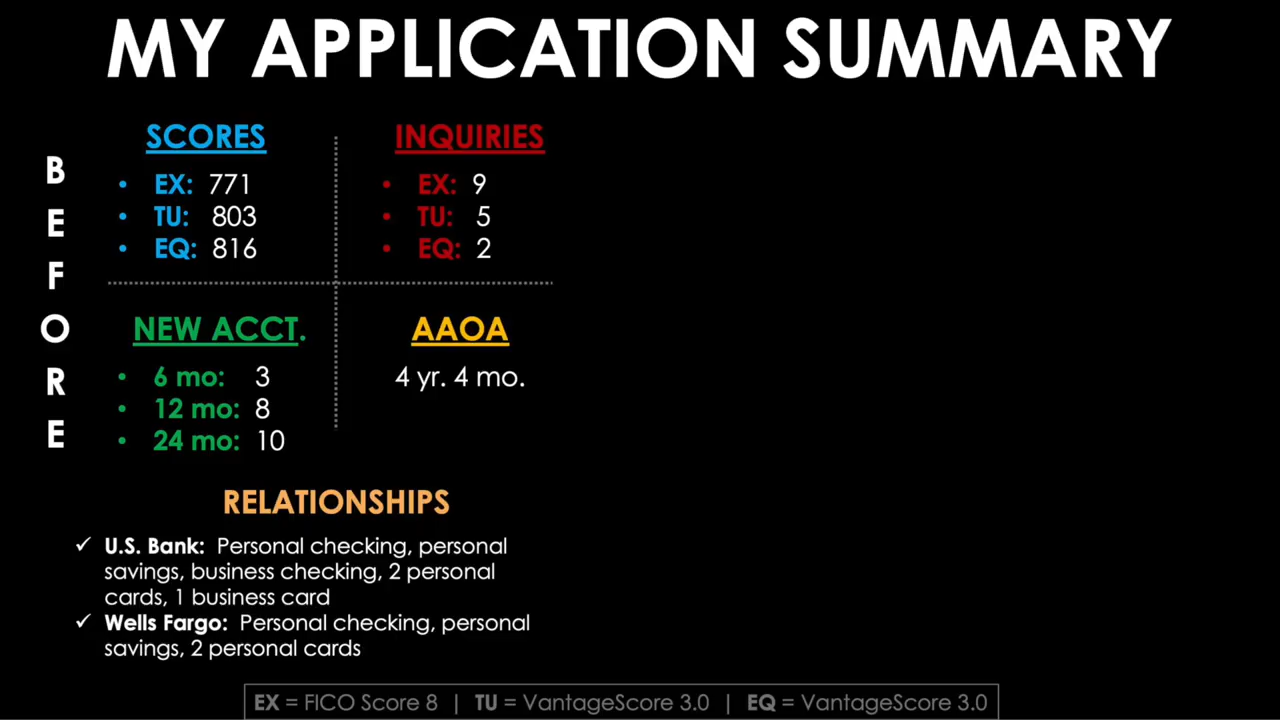 MY APPLICATION SUMMARY
BEFORE
SCORES
• EX: 771
• TU: 803
• EQ: 816
INQUIRIES
• EX: 9
• TU: 5
• EQ: 2
NEW ACCT.
• 6 mo: 3
• 12 mo: 8
• 24 mo: 10
AAOA
4 yr. 4 mo.
RELATIONSHIPS
✓ U.S. Bank: Personal checking, personal
savings, business checking, 2 personal
cards, 1 business card
✓ Wells Fargo: Personal checking, personal
savings, 2 personal cards
EX = FICO Score 8 | TU = VantageScore 3.0 | EQ = VantageScore 3.0